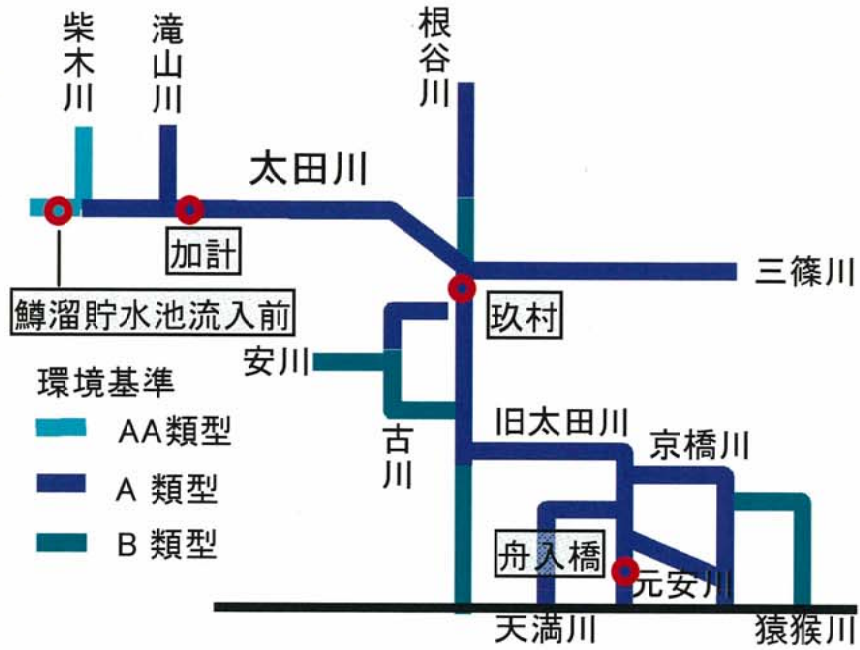 柴木川
滝山川
根谷川
太田川
加計
三篠川
鱒溜貯水池流入前
玖村
安川
環境基準
AA類型
A 類型
B 類型
古川
旧太田川
京橋川
舟入橋
元安川
天満川
猿猴川